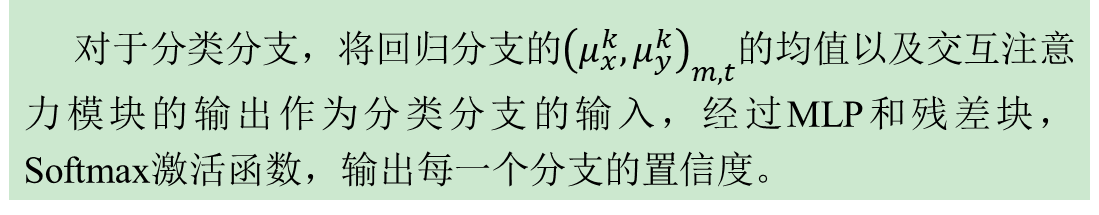 对于分类分支，将回归分支的(μₓᵏ, μᵧᵏ)ₘ,ₜ的均值以及交互注意
力模块的输出作为分类分支的输入，经过MLP和残差块，
Softmax激活函数，输出每一个分支的置信度。